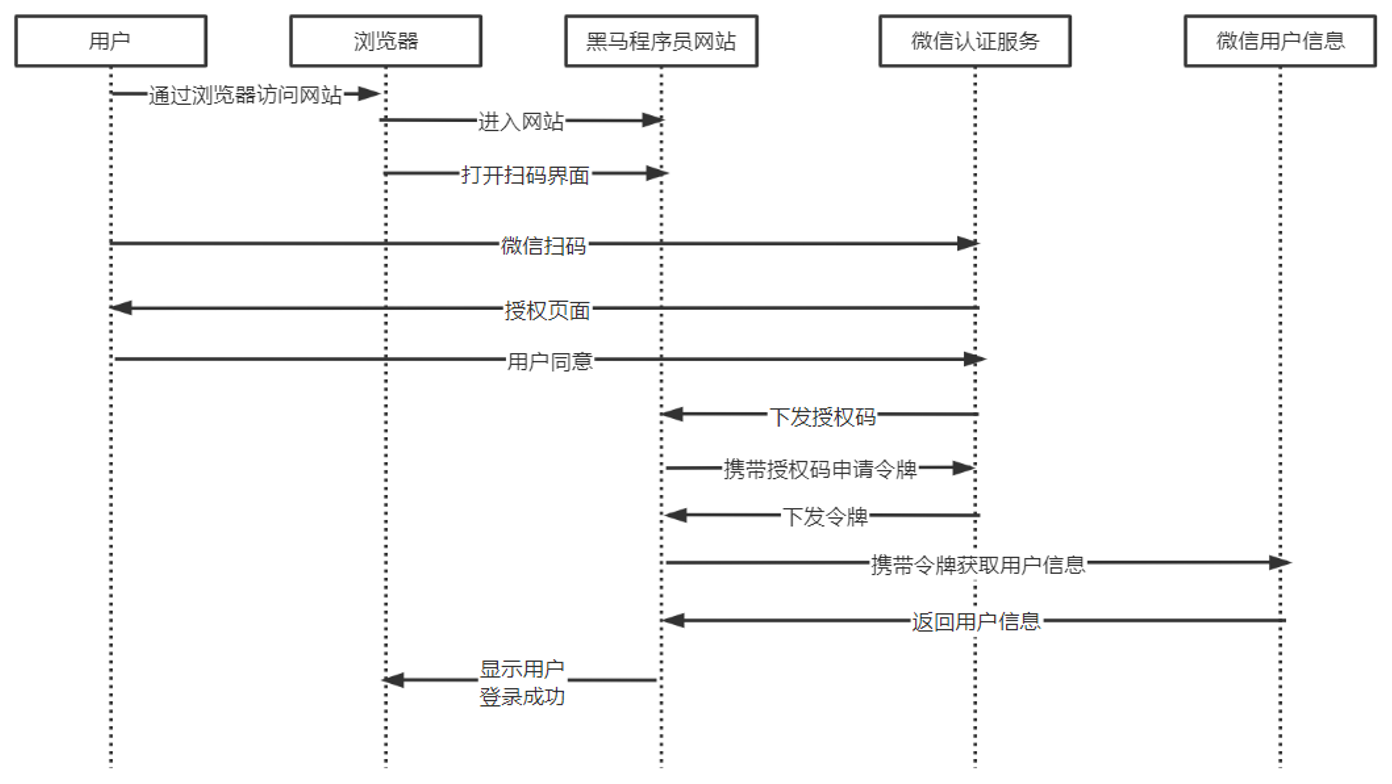 用户
浏览器
黑马程序员网站
微信认证服务
微信用户信息
通过浏览器访问网站
进入网站
打开扫码界面
微信扫码
授权页面
用户同意
下发授权码
携带授权码申请令牌
下发令牌
携带令牌获取用户信息
返回用户信息
显示用户
登录成功